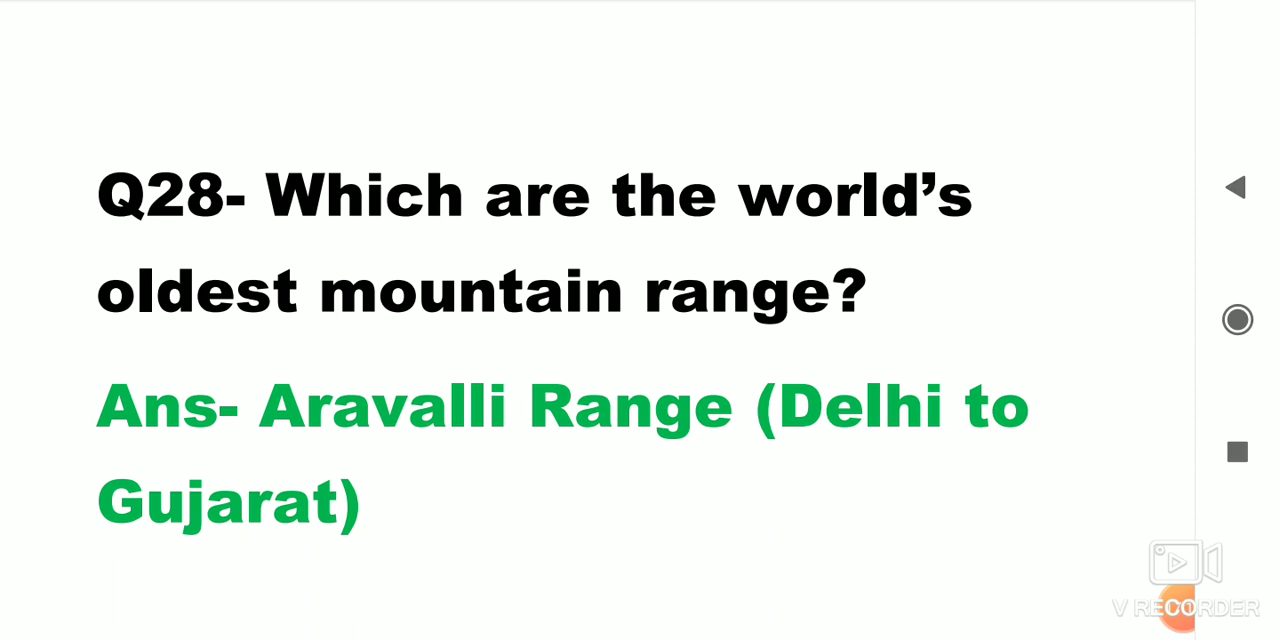 Q28- Which are the world’s
oldest mountain range?
Ans- Aravalli Range (Delhi to
Gujarat)
V RECORDER